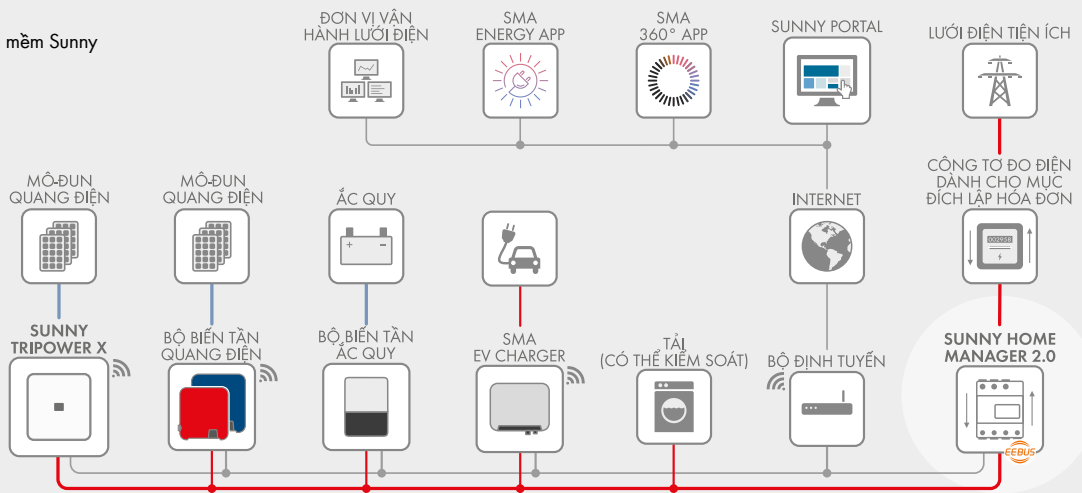 mềm Sunny
ĐƠN VỊ VẬN
HÀNH LƯỚI ĐIỆN
SMA
ENERGY APP
SMA
360° APP
SUNNY PORTAL
LƯỚI ĐIỆN TIỆN ÍCH
MÔ-ĐUN
QUANG ĐIỆN
MÔ-ĐUN
QUANG ĐIỆN
ẮC QUY
INTERNET
CÔNG TƠ ĐO ĐIỆN
DÀNH CHO MỤC
ĐÍCH LẬP HÓA ĐƠN
002958
SUNNY
TRIPOWER X
BỘ BIẾN TẦN
QUANG ĐIỆN
BỘ BIẾN TẦN
ẮC QUY
SMA
EV CHARGER
TẢI
(CÓ THỂ KIỂM SOÁT)
BỘ ĐỊNH TUYẾN
SUNNY HOME
MANAGER 2.0
EEBUS